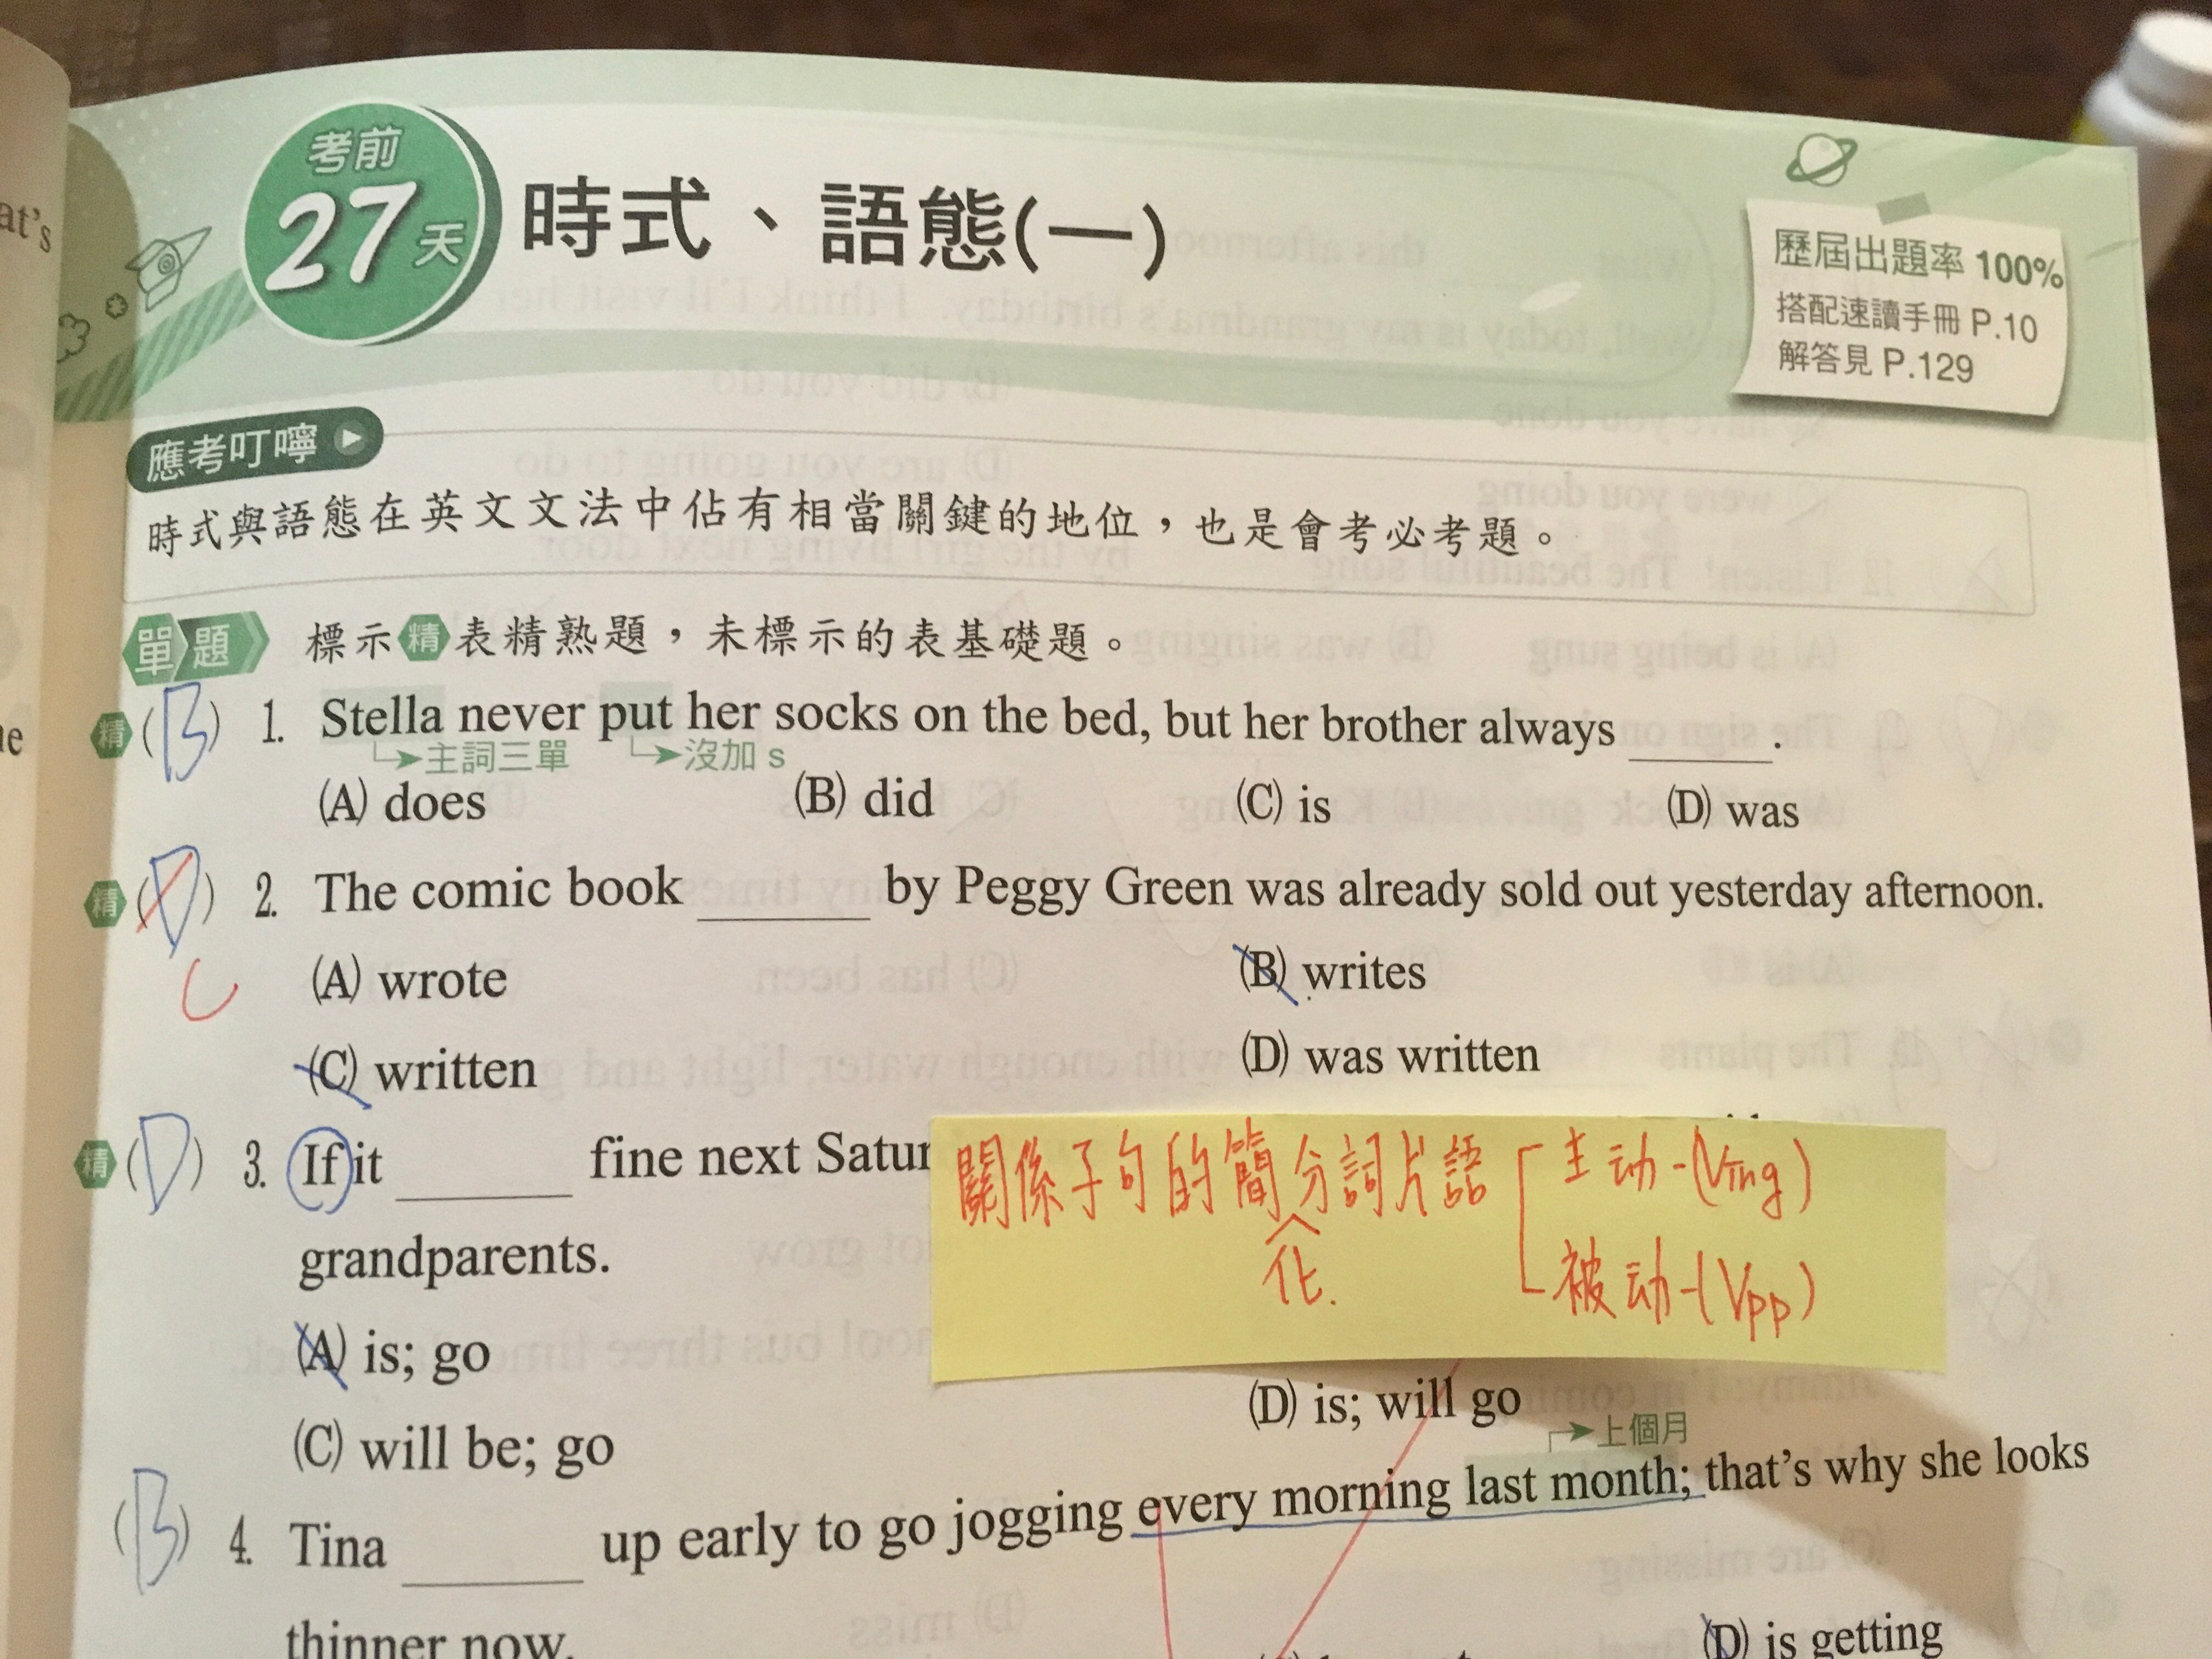 at's
考前
27天
時式、語態(一)
歷屆出題率 100%
搭配速讀手冊 P.10
解答見 P.129
應考叮嚀
時式與語態在英文文法中佔有相當關鍵的地位，也是會考必考題。
單題 標示精表精熟題，未標示的表基礎題。
精 (B) 1. Stella never put her socks on the bed, but her brother always ______.
主詞三單 沒加 s
(A) does (B) did (C) is (D) was
精 (D) 2. The comic book ______ by Peggy Green was already sold out yesterday afternoon.
C
(A) wrote (B) writes
(C) written (D) was written
精 (D) 3. If it ______ fine next Satur
關係子句的簡化分詞片語 主动-(Ving)
被动-(Vpp)
grandparents.
(A) is; go
(D) is; will go
(C) will be; go
上個月
(B) 4. Tina ______ up early to go jogging every morning last month; that's why she looks
thinner now.
(D) is getting